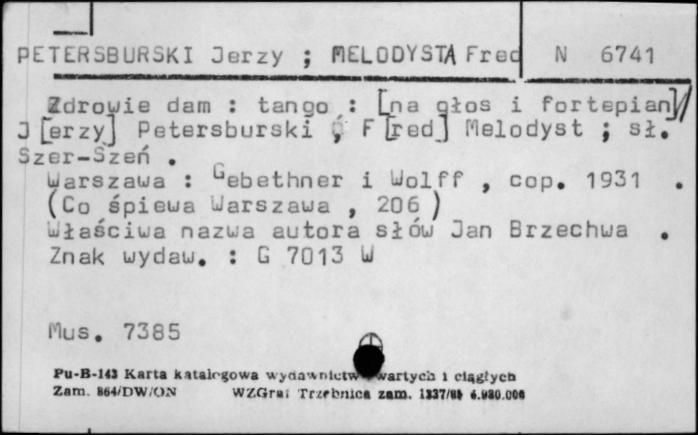 PETERSBURSKI Jerzy ; MELODYSTA Fred N 6741
Zdrowie dam : tango : [na głos i fortepian]/
J[erzy] Petersburski , F[red] Melodyst ; sł.
Szer-Szeń .
Warszawa : Gebethner i Wolff , cop. 1931 .
(Co śpiewa Warszawa , 206 )
Właściwa nazwa autora słów Jan Brzechwa .
Znak wydaw. : G 7013 W
Mus. 7385
Pu-B-143 Karta katalogowa wydawnictw wartych i ciągłych
Zam. 864/DW/ON WZGraf Trzebnica zam.